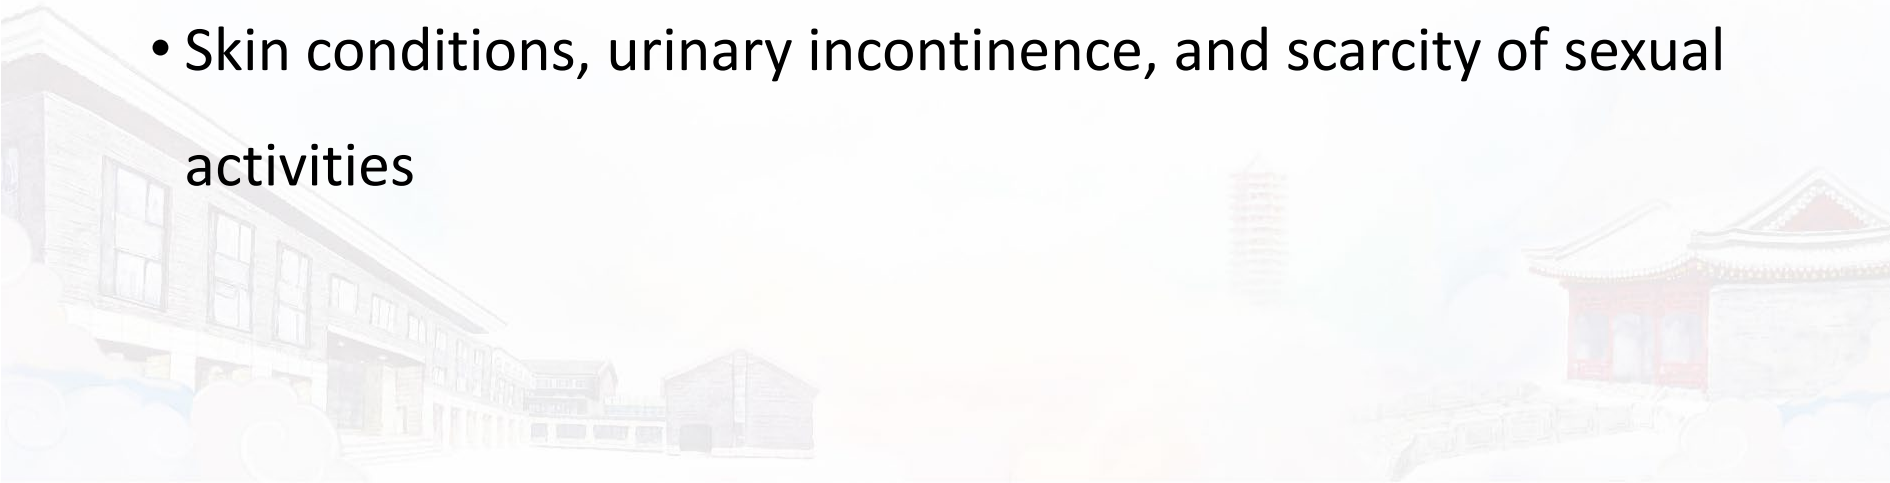 • Skin conditions, urinary incontinence, and scarcity of sexual
activities